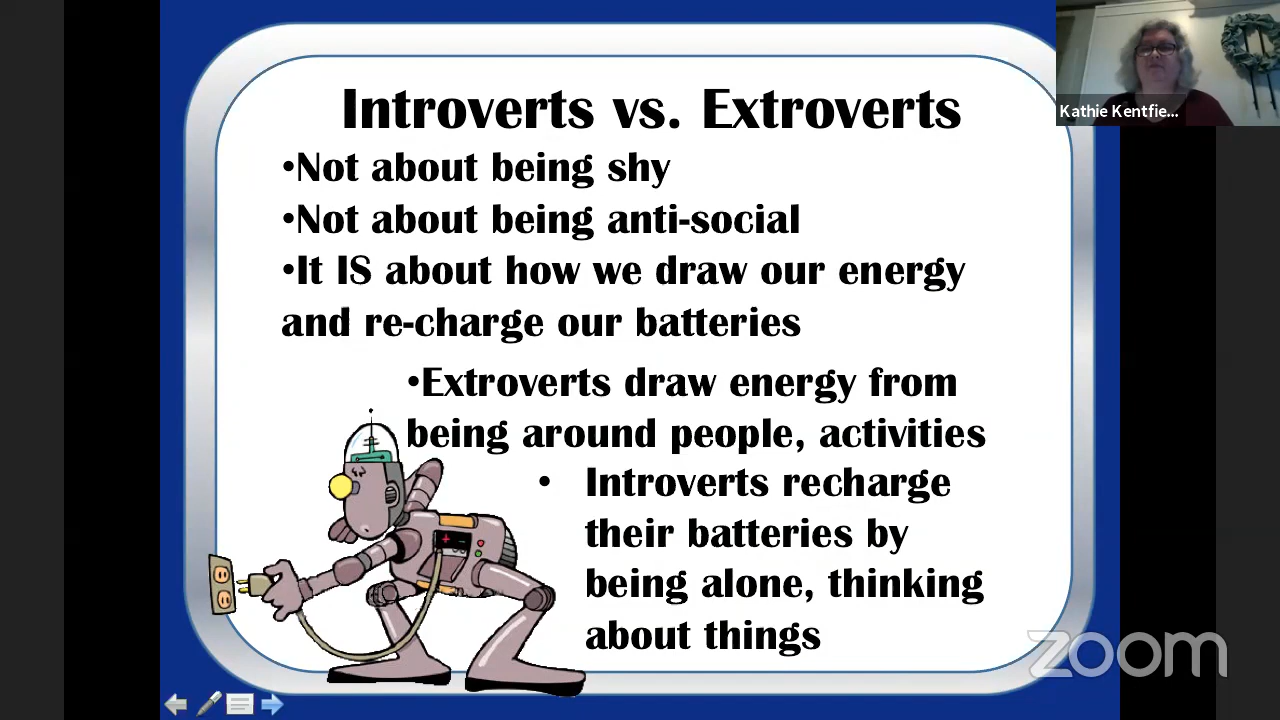 Introverts vs. Extroverts
•Not about being shy
•Not about being anti-social
•It IS about how we draw our energy
and re-charge our batteries
•Extroverts draw energy from
being around people, activities
• Introverts recharge
their batteries by
being alone, thinking
about things
Kathie Kentfie...
zoom